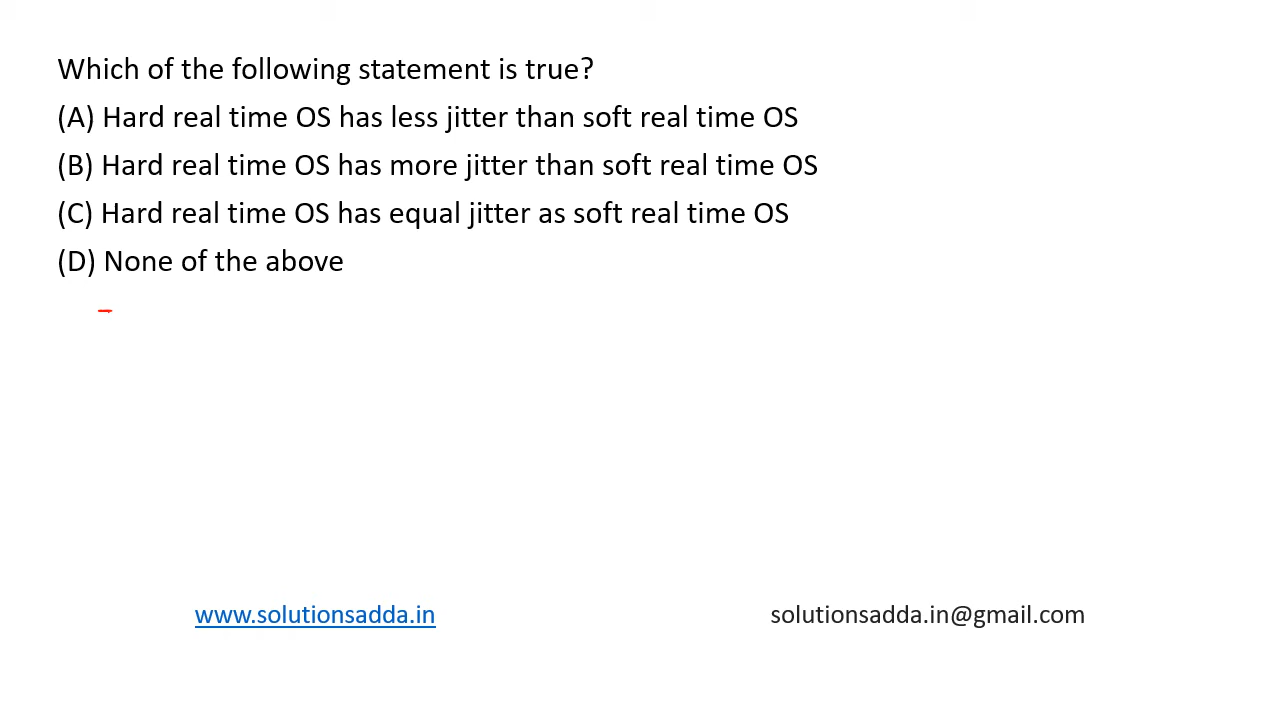 Which of the following statement is true?
(A) Hard real time OS has less jitter than soft real time OS
(B) Hard real time OS has more jitter than soft real time OS
(C) Hard real time OS has equal jitter as soft real time OS
(D) None of the above
www.solutionsadda.in
solutionsadda.in@gmail.com